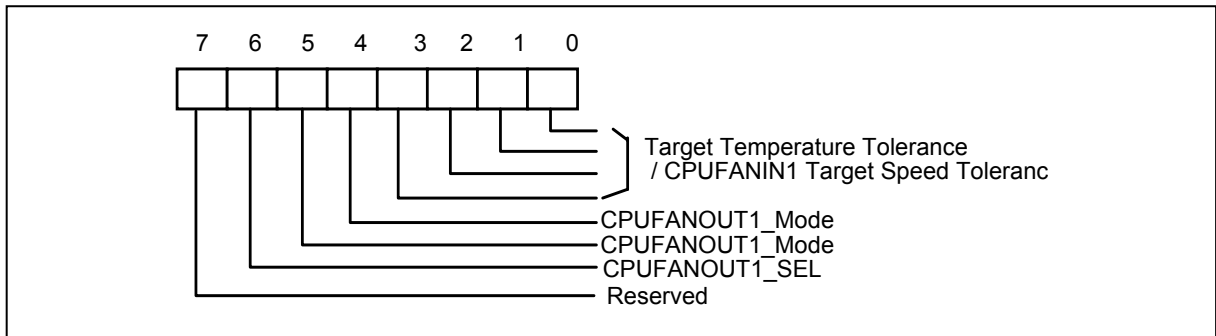 7 6 5 4 3 2 1 0
Target Temperature Tolerance
/ CPUFANIN1 Target Speed Toleranc
CPUFANOUT1_Mode
CPUFANOUT1_Mode
CPUFANOUT1_SEL
Reserved